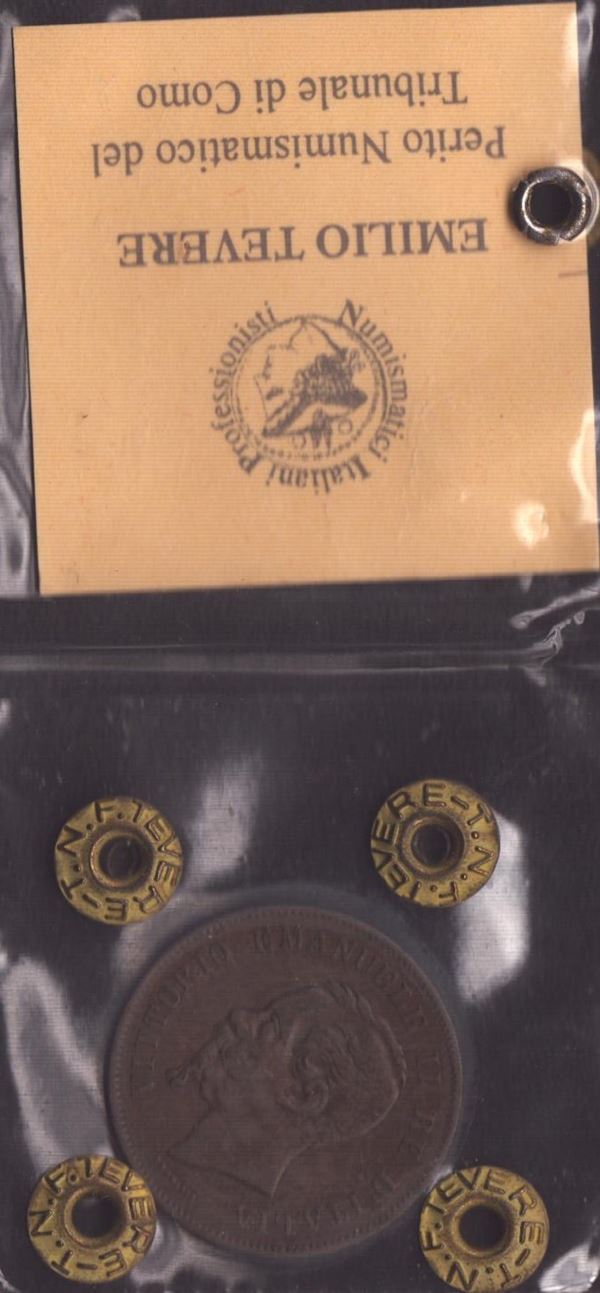 EMILIO TEVERE
Perito Numismatico del
Tribunale di Como
Numismatici Italiani Professionisti
T.N.F. TEVERE-
T.N.F. TEVERE-
VITTORIO EMANUELE II RE D'ITALIA
T.N.F. TEVERE-
T.N.F. TEVERE-